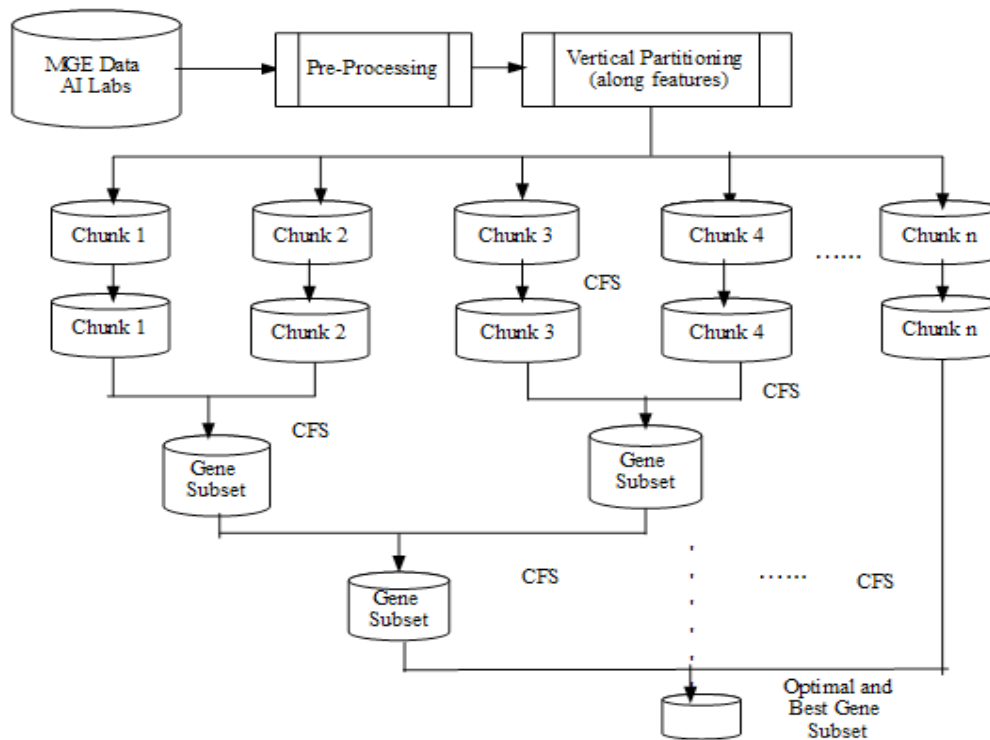 MGE Data
AI Labs
Pre-Processing
Vertical Partitioning
(along features)
Chunk 1
Chunk 2
Chunk 3
Chunk 4
Chunk n
…...
CFS
Chunk 1
Chunk 2
Chunk 3
Chunk 4
Chunk n
CFS
CFS
Gene
Subset
Gene
Subset
CFS
…...
CFS
Gene
Subset
Optimal and
Best Gene
Subset